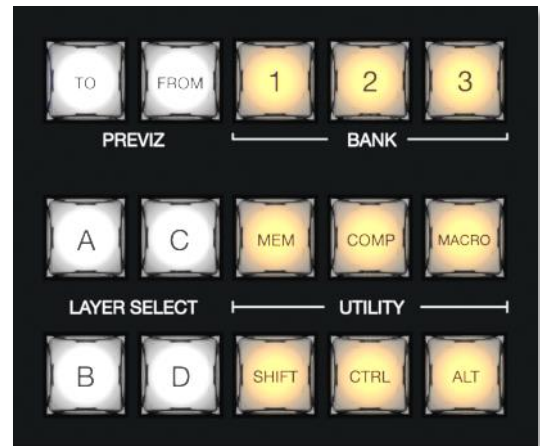 TO FROM 1 2 3
PREVIZ BANK
A C MEM COMP MACRO
LAYER SELECT UTILITY
B D SHIFT CTRL ALT